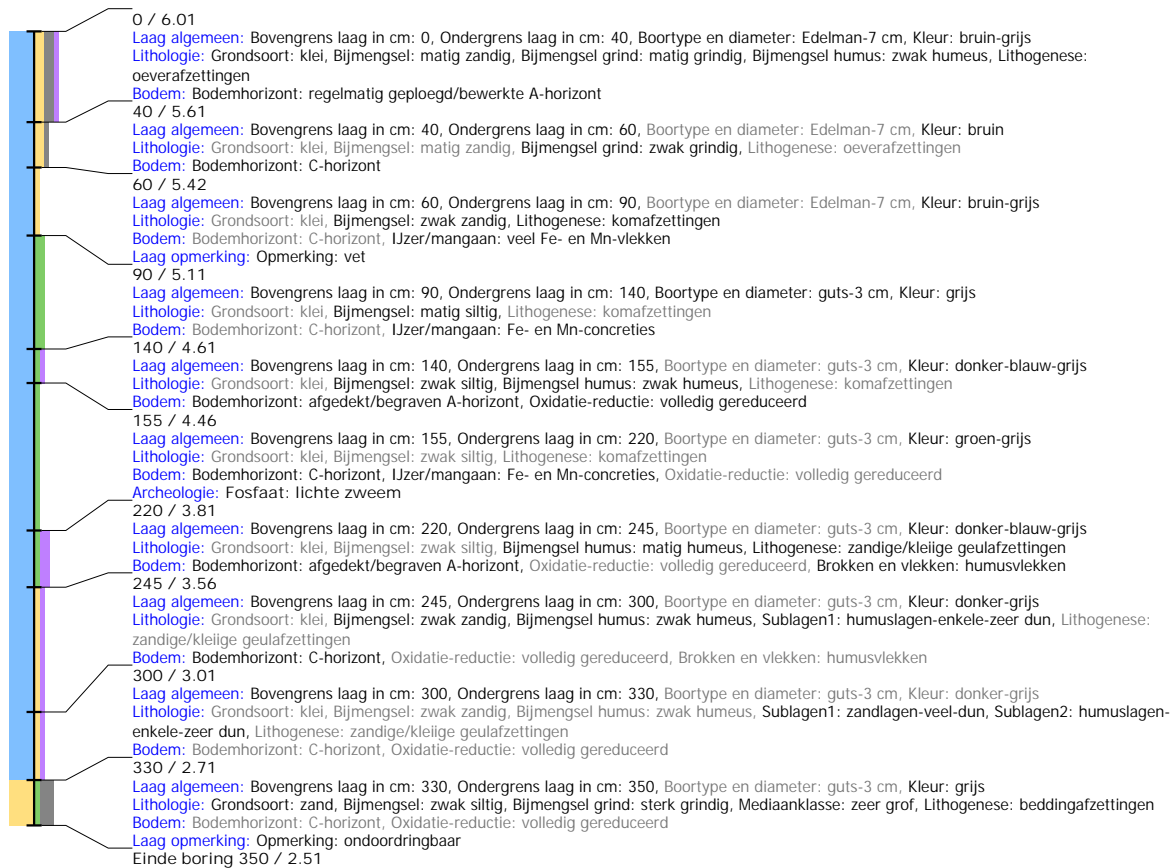 0 / 6.01
Laag algemeen: Bovengrens laag in cm: 0, Ondergrens laag in cm: 40, Boortype en diameter: Edelman-7 cm, Kleur: bruin-grijs
Lithologie: Grondsoort: klei, Bijmengsel: matig zandig, Bijmengsel grind: matig grindig, Bijmengsel humus: zwak humeus, Lithogenese:
oeverafzettingen
Bodem: Bodemhorizont: regelmatig geploegd/bewerkte A-horizont
40 / 5.61
Laag algemeen: Bovengrens laag in cm: 40, Ondergrens laag in cm: 60, Boortype en diameter: Edelman-7 cm, Kleur: bruin
Lithologie: Grondsoort: klei, Bijmengsel: matig zandig, Bijmengsel grind: zwak grindig, Lithogenese: oeverafzettingen
Bodem: Bodemhorizont: C-horizont
60 / 5.42
Laag algemeen: Bovengrens laag in cm: 60, Ondergrens laag in cm: 90, Boortype en diameter: Edelman-7 cm, Kleur: bruin-grijs
Lithologie: Grondsoort: klei, Bijmengsel: zwak zandig, Lithogenese: komafzettingen
Bodem: Bodemhorizont: C-horizont, IJzer/mangaan: veel Fe- en Mn-vlekken
Laag opmerking: Opmerking: vet
90 / 5.11
Laag algemeen: Bovengrens laag in cm: 90, Ondergrens laag in cm: 140, Boortype en diameter: guts-3 cm, Kleur: grijs
Lithologie: Grondsoort: klei, Bijmengsel: matig siltig, Lithogenese: komafzettingen
Bodem: Bodemhorizont: C-horizont, IJzer/mangaan: Fe- en Mn-concreties
140 / 4.61
Laag algemeen: Bovengrens laag in cm: 140, Ondergrens laag in cm: 155, Boortype en diameter: guts-3 cm, Kleur: donker-blauw-grijs
Lithologie: Grondsoort: klei, Bijmengsel: zwak siltig, Bijmengsel humus: zwak humeus, Lithogenese: komafzettingen
Bodem: Bodemhorizont: afgedekt/begraven A-horizont, Oxidatie-reductie: volledig gereduceerd
155 / 4.46
Laag algemeen: Bovengrens laag in cm: 155, Ondergrens laag in cm: 220, Boortype en diameter: guts-3 cm, Kleur: groen-grijs
Lithologie: Grondsoort: klei, Bijmengsel: zwak siltig, Lithogenese: komafzettingen
Bodem: Bodemhorizont: C-horizont, IJzer/mangaan: Fe- en Mn-concreties, Oxidatie-reductie: volledig gereduceerd
Archeologie: Fosfaat: lichte zweem
220 / 3.81
Laag algemeen: Bovengrens laag in cm: 220, Ondergrens laag in cm: 245, Boortype en diameter: guts-3 cm, Kleur: donker-blauw-grijs
Lithologie: Grondsoort: klei, Bijmengsel: zwak siltig, Bijmengsel humus: matig humeus, Lithogenese: zandige/kleiige geulafzettingen
Bodem: Bodemhorizont: afgedekt/begraven A-horizont, Oxidatie-reductie: volledig gereduceerd, Brokken en vlekken: humusvlekken
245 / 3.56
Laag algemeen: Bovengrens laag in cm: 245, Ondergrens laag in cm: 300, Boortype en diameter: guts-3 cm, Kleur: donker-grijs
Lithologie: Grondsoort: klei, Bijmengsel: zwak zandig, Bijmengsel humus: zwak humeus, Sublagen1: humuslagen-enkele-zeer dun, Lithogenese:
zandige/kleiige geulafzettingen
Bodem: Bodemhorizont: C-horizont, Oxidatie-reductie: volledig gereduceerd, Brokken en vlekken: humusvlekken
300 / 3.01
Laag algemeen: Bovengrens laag in cm: 300, Ondergrens laag in cm: 330, Boortype en diameter: guts-3 cm, Kleur: donker-grijs
Lithologie: Grondsoort: klei, Bijmengsel: zwak zandig, Bijmengsel humus: zwak humeus, Sublagen1: zandlagen-veel-dun, Sublagen2: humuslagen-
enkele-zeer dun, Lithogenese: zandige/kleiige geulafzettingen
Bodem: Bodemhorizont: C-horizont, Oxidatie-reductie: volledig gereduceerd
330 / 2.71
Laag algemeen: Bovengrens laag in cm: 330, Ondergrens laag in cm: 350, Boortype en diameter: guts-3 cm, Kleur: grijs
Lithologie: Grondsoort: zand, Bijmengsel: zwak siltig, Bijmengsel grind: sterk grindig, Mediaanklasse: zeer grof, Lithogenese: beddingafzettingen
Bodem: Bodemhorizont: C-horizont, Oxidatie-reductie: volledig gereduceerd
Laag opmerking: Opmerking: ondoordringbaar
Einde boring 350 / 2.51